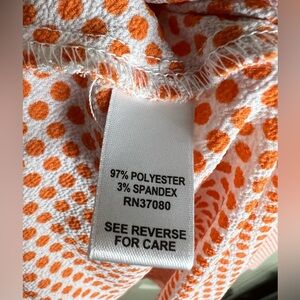 97% POLYESTER
3% SPANDEX
RN37080
SEE REVERSE
FOR CARE